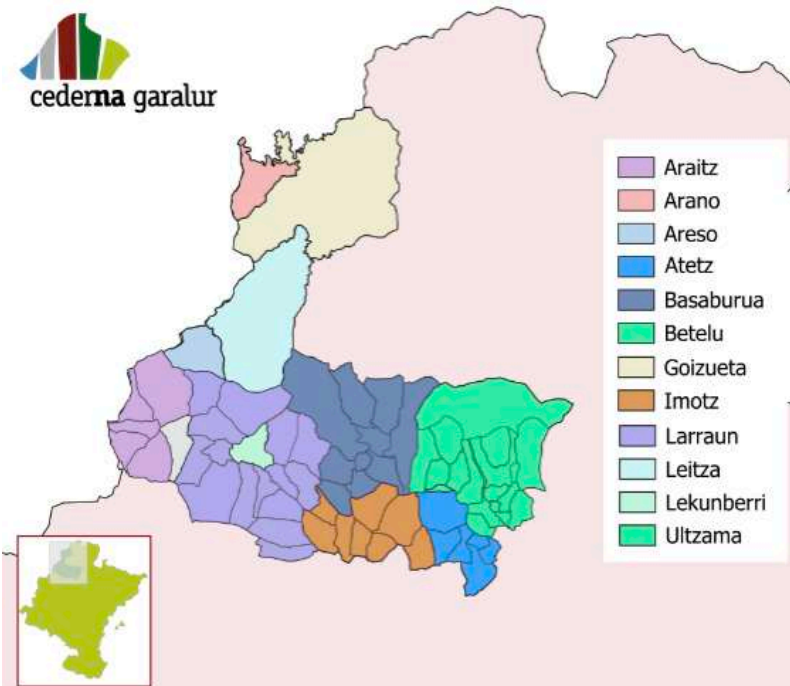 cederna garalur
Araitz
Arano
Areso
Atetz
Basaburua
Betelu
Goizueta
Imotz
Larraun
Leitza
Lekunberri
Ultzama